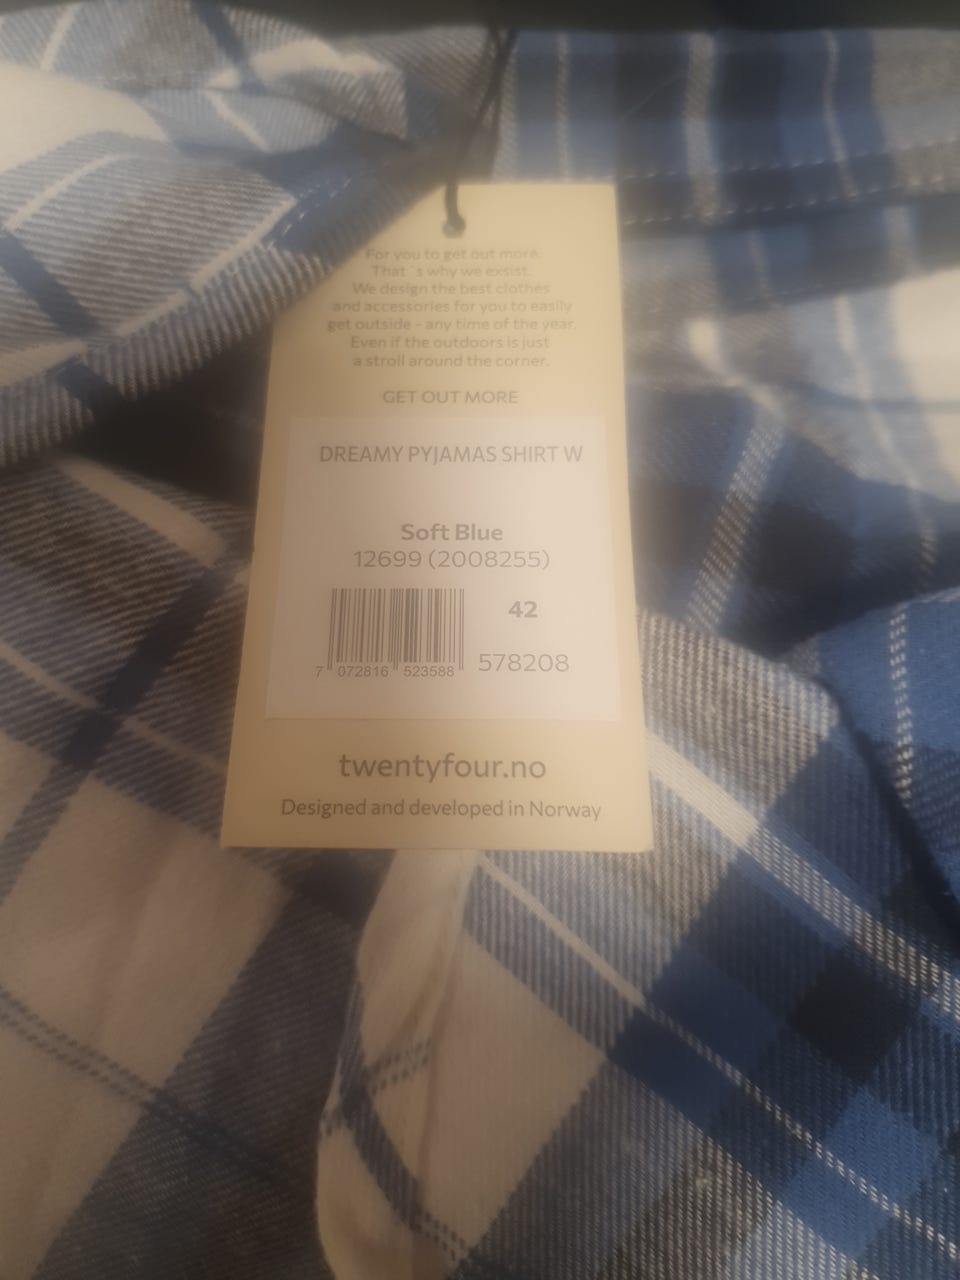 For you to get out more.
That´s why we exsist.
We design the best clothes
and accessories for you to easily
get outside - any time of the year.
Even if the outdoors is just
a stroll around the corner.
GET OUT MORE
DREAMY PYJAMAS SHIRT W
Soft Blue
12699 (2008255)
42
7 072816 523588
578208
twentyfour.no
Designed and developed in Norway